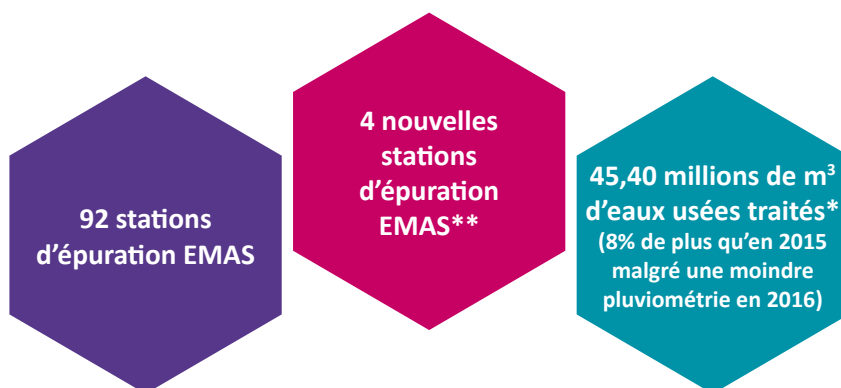 92 stations
d'épuration EMAS
4 nouvelles
stations
d'épuration
EMAS**
45,40 millions de m³
d'eaux usées traités*
(8% de plus qu'en 2015
malgré une moindre
pluviométrie en 2016)